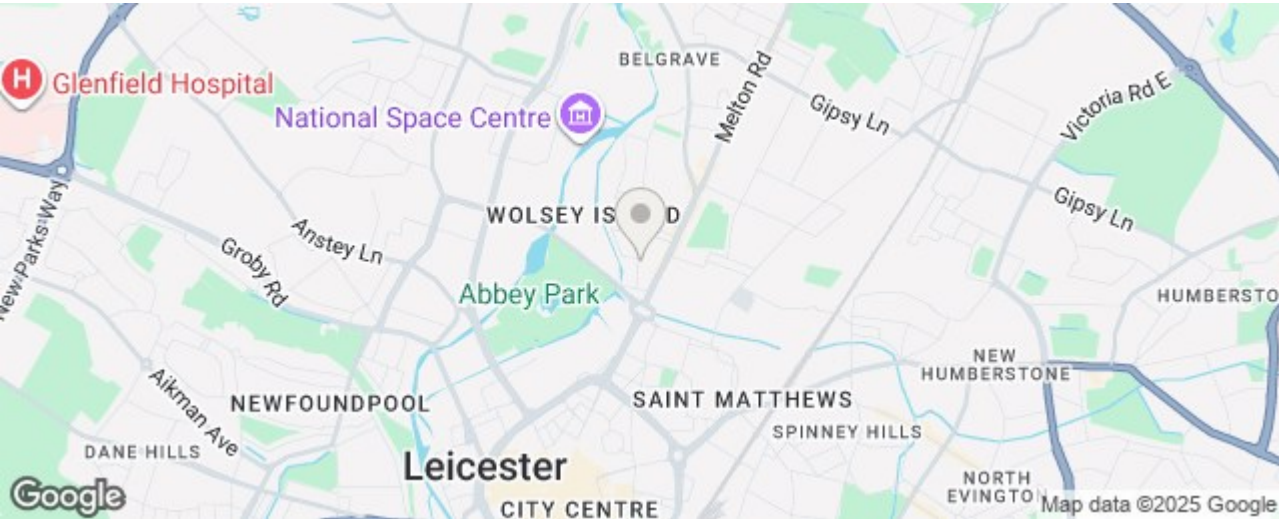 BELGRAVE
Melton Rd
Glenfield Hospital
H
Victoria Rd E
National Space Centre
Gipsy Ln
New Parks Way
WOLSEY IS D
Gipsy Ln
Anstey Ln
Groby Rd
Abbey Park
HUMBERSTO
NEW
HUMBERSTONE
Aikman Ave
NEWFOUNDPOOL
SAINT MATTHEWS
SPINNEY HILLS
DANE HILLS
Leicester
NORTH
EVINGTO
Google
CITY CENTRE
Map data ©2025 Google